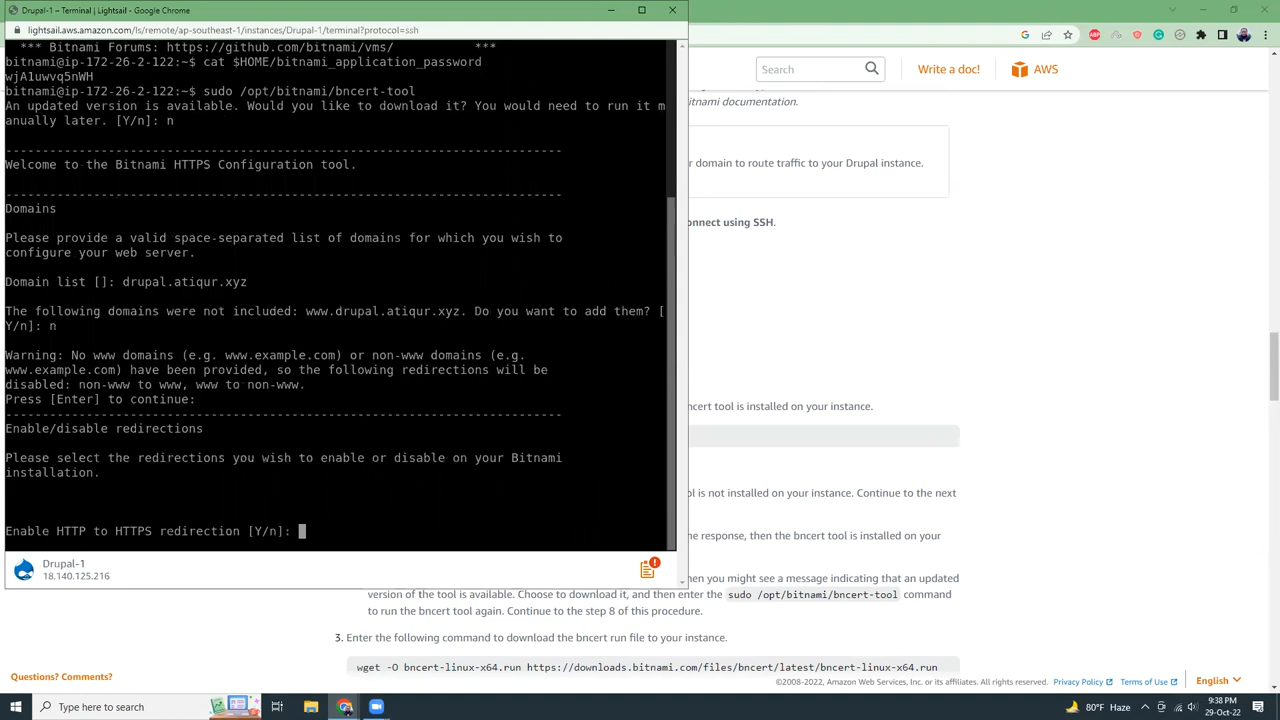 Drupal-1 – Terminal | Lightsail - Google Chrome
lightsail.aws.amazon.com/ls/remote/ap-southeast-1/instances/Drupal-1/terminal?protocol=ssh
*** Bitnami Forums: https://github.com/bitnami/vms/ ***
bitnami@ip-172-26-2-122:~$ cat $HOME/bitnami_application_password
wjA1uwvq5nWH
bitnami@ip-172-26-2-122:~$ sudo /opt/bitnami/bncert-tool
An updated version is available. Would you like to download it? You would need to run it m
anually later. [Y/n]: n
----------------------------------------------------------------------------
Welcome to the Bitnami HTTPS Configuration tool.
----------------------------------------------------------------------------
Domains
Please provide a valid space-separated list of domains for which you wish to
configure your web server.
Domain list []: drupal.atiqur.xyz
The following domains were not included: www.drupal.atiqur.xyz. Do you want to add them? [
Y/n]: n
Warning: No www domains (e.g. www.example.com) or non-www domains (e.g.
www.example.com) have been provided, so the following redirections will be
disabled: non-www to www, www to non-www.
Press [Enter] to continue:
----------------------------------------------------------------------------
Enable/disable redirections
Please select the redirections you wish to enable or disable on your Bitnami
installation.
Enable HTTP to HTTPS redirection [Y/n]:
Drupal-1
18.140.125.216
Search
Write a doc!
AWS
itnami documentation.
r domain to route traffic to your Drupal instance.
onnect using SSH.
ncert tool is installed on your instance.
ol is not installed on your instance. Continue to the next
the response, then the bncert tool is installed on your
hen you might see a message indicating that an updated
version of the tool is available. Choose to download it, and then enter the sudo /opt/bitnami/bncert-tool command
to run the bncert tool again. Continue to the step 8 of this procedure.
3. Enter the following command to download the bncert run file to your instance.
wget -O bncert-linux-x64.run https://downloads.bitnami.com/files/bncert/latest/bncert-linux-x64.run
Questions? Comments?
©2008-2022, Amazon Web Services, Inc. or its affiliates. All rights reserved. Privacy Policy Terms of Use English
Type here to search
80°F Haze
9:38 PM
29-Oct-22